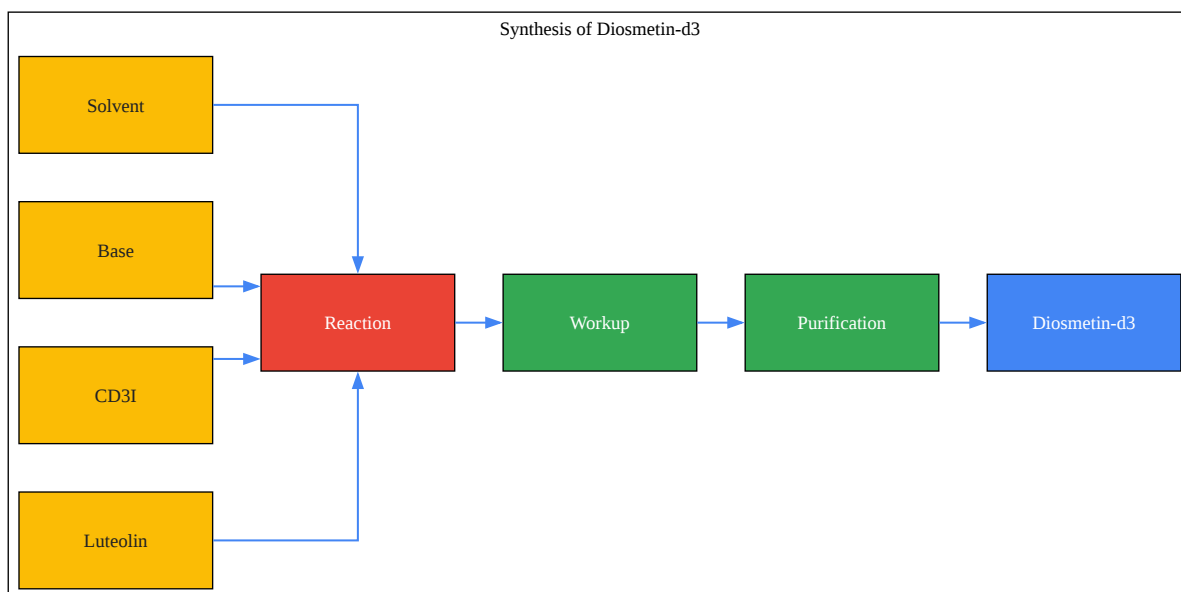 Synthesis of Diosmetin-d3
Solvent
Base
CD3I
Luteolin
Reaction
Workup
Purification
Diosmetin-d3